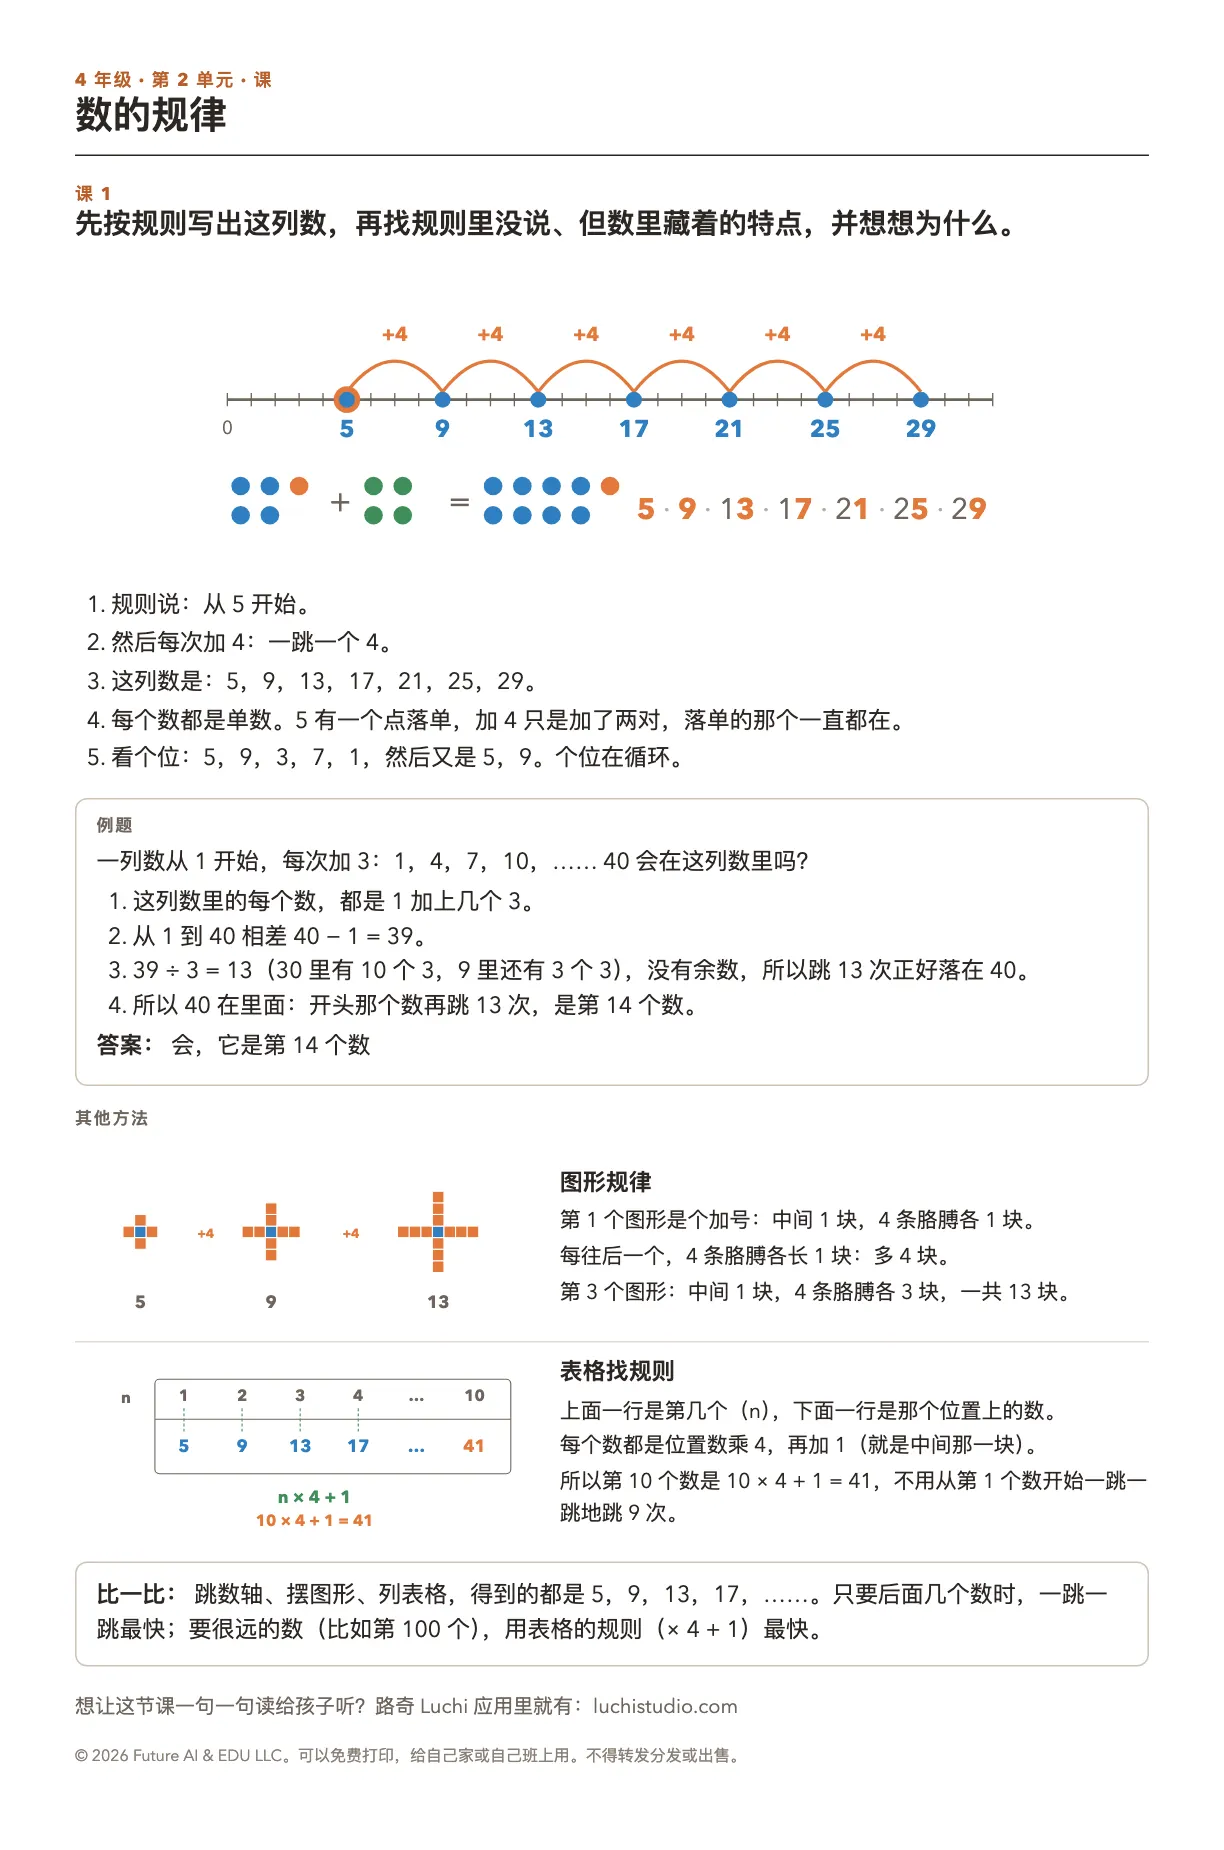 4 年级 · 第 2 单元 · 课
数的规律
课 1
先按规则写出这列数，再找规则里没说、但数里藏着的特点，并想想为什么。
+4 +4 +4 +4 +4 +4
0 5 9 13 17 21 25 29
+ = 5 · 9 · 13 · 17 · 21 · 25 · 29
1. 规则说：从 5 开始。
2. 然后每次加 4：一跳一个 4。
3. 这列数是：5，9，13，17，21，25，29。
4. 每个数都是单数。5 有一个点落单，加 4 只是加了两对，落单的那个一直都在。
5. 看个位：5，9，3，7，1，然后又是 5，9。个位在循环。
例题
一列数从 1 开始，每次加 3：1，4，7，10，…… 40 会在这列数里吗？
1. 这列数里的每个数，都是 1 加上几个 3。
2. 从 1 到 40 相差 40 − 1 = 39。
3. 39 ÷ 3 = 13（30 里有 10 个 3，9 里还有 3 个 3），没有余数，所以跳 13 次正好落在 40。
4. 所以 40 在里面：开头那个数再跳 13 次，是第 14 个数。
答案： 会，它是第 14 个数
其他方法
+4 +4
5 9 13
图形规律
第 1 个图形是个加号：中间 1 块，4 条胳膊各 1 块。
每往后一个，4 条胳膊各长 1 块：多 4 块。
第 3 个图形：中间 1 块，4 条胳膊各 3 块，一共 13 块。
n 1 2 3 4 ... 10
5 9 13 17 ... 41
n × 4 + 1
10 × 4 + 1 = 41
表格找规则
上面一行是第几个（n），下面一行是那个位置上的数。
每个数都是位置数乘 4，再加 1（就是中间那一块）。
所以第 10 个数是 10 × 4 + 1 = 41，不用从第 1 个数开始一跳一
跳地跳 9 次。
比一比： 跳数轴、摆图形、列表格，得到的都是 5，9，13，17，……。只要后面几个数时，一跳一
跳最快；要很远的数（比如第 100 个），用表格的规则（× 4 + 1）最快。
想让这节课一句一句读给孩子听？路奇 Luchi 应用里就有：luchistudio.com
© 2026 Future AI & EDU LLC。可以免费打印，给自己家或自己班上用。不得转发分发或出售。